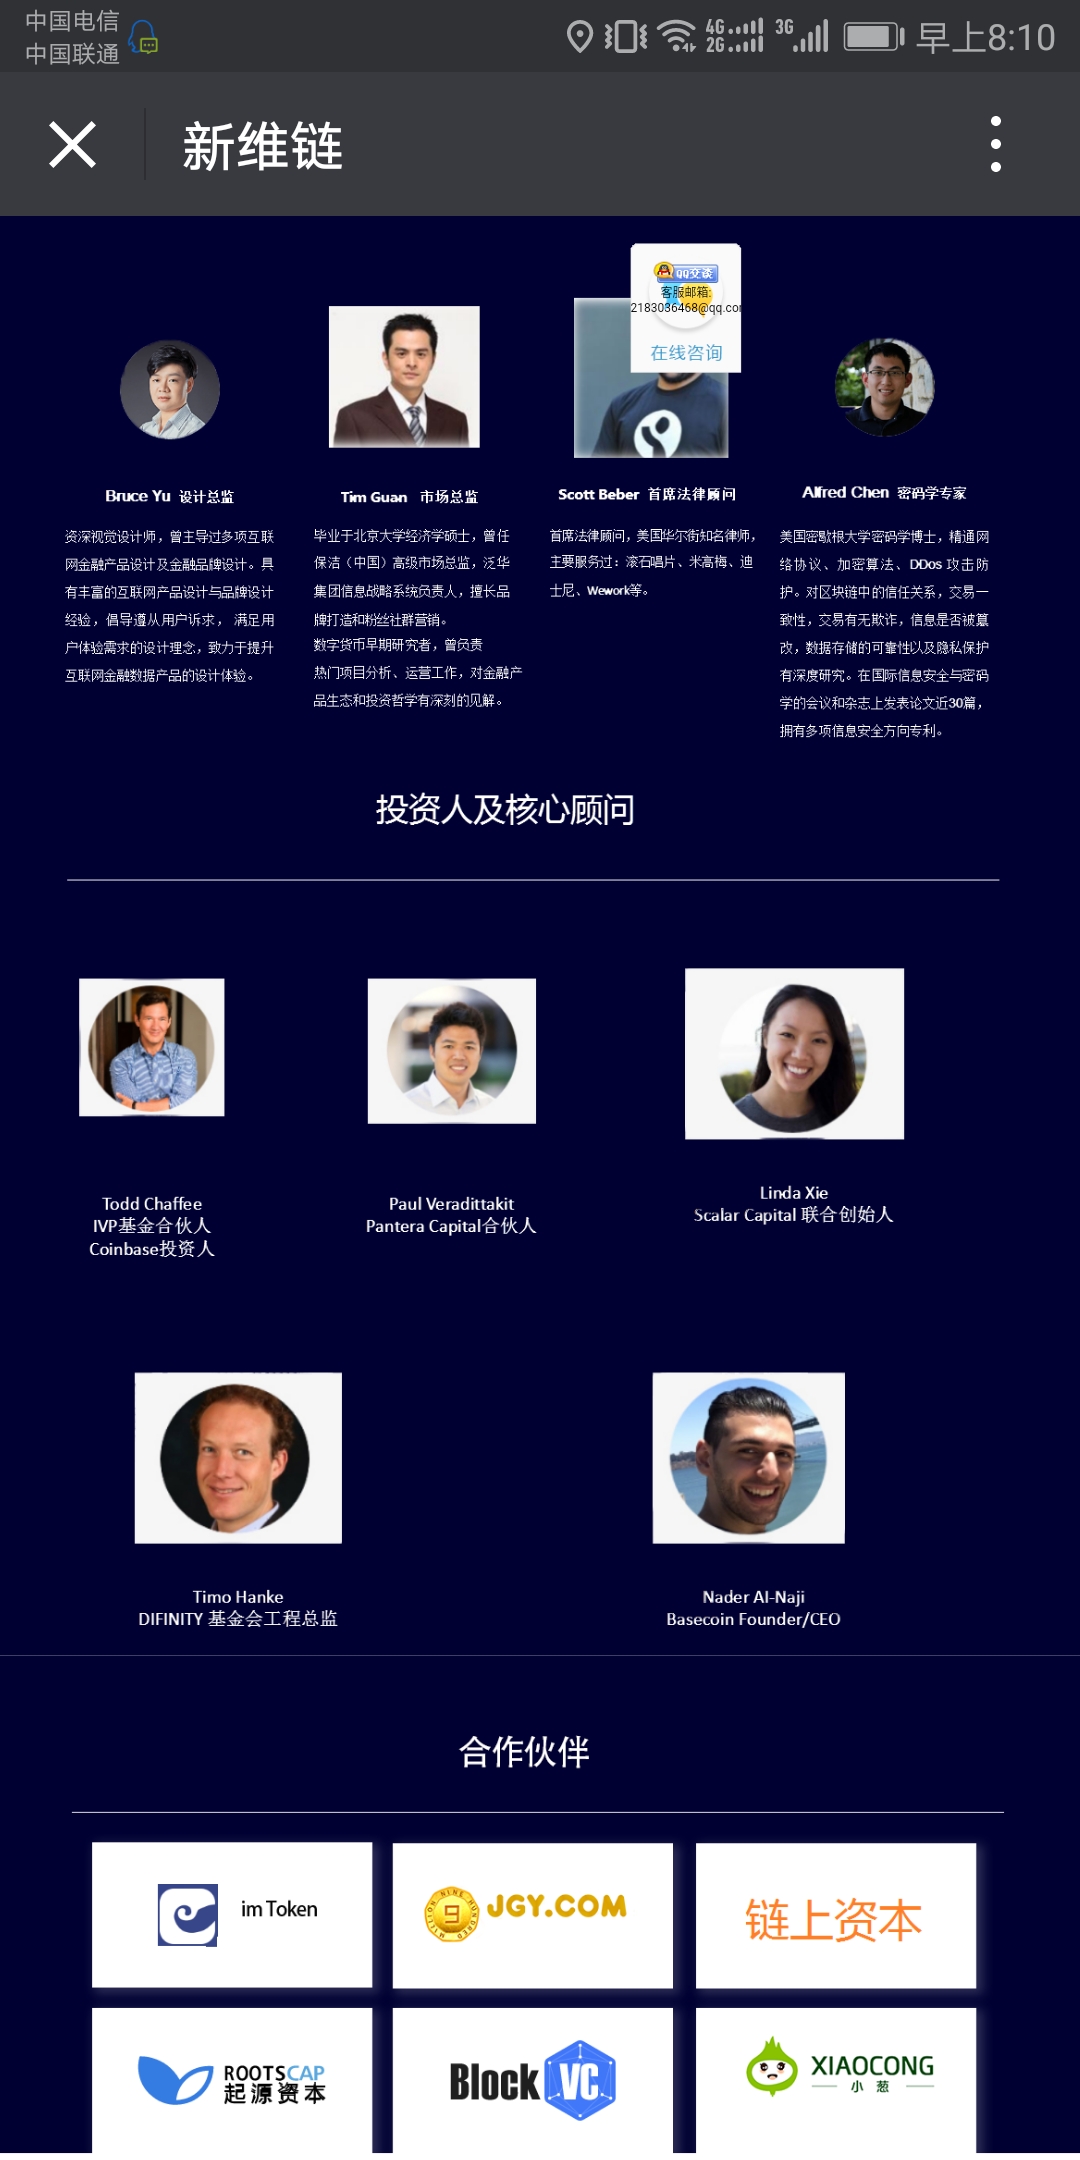 中国电信
中国联通
4G
2G
3G
早上8:10
新维链
QQ交谈
客服邮箱:
2183036468@qq.com
在线咨询
Bruce Yu 设计总监
资深视觉设计师，曾主导过多项互联
网金融产品设计及金融品牌设计。具
有丰富的互联网产品设计与品牌设计
经验，倡导遵从用户诉求， 满足用
户体验需求的设计理念，致力于提升
互联网金融数据产品的设计体验。
Tim Guan 市场总监
毕业于北京大学经济学硕士，曾任
保洁（中国）高级市场总监，泛华
集团信息战略系统负责人，擅长品
牌打造和粉丝社群营销。
数字货币早期研究者，曾负责
热门项目分析、运营工作，对金融产
品生态和投资哲学有深刻的见解。
Scott Beber 首席法律顾问
首席法律顾问，美国华尔街知名律师，
主要服务过：滚石唱片、米高梅、迪
士尼、Wework等。
Alfred Chen 密码学专家
美国密歇根大学密码学博士，精通网
络协议、加密算法、DDos 攻击防
护。对区块链中的信任关系，交易一
致性，交易有无欺诈，信息是否被篡
改，数据存储的可靠性以及隐私保护
有深度研究。在国际信息安全与密码
学的会议和杂志上发表论文近30篇，
拥有多项信息安全方向专利。
投资人及核心顾问
Todd Chaffee
IVP基金合伙人
Coinbase投资人
Paul Veradittakit
Pantera Capital合伙人
Linda Xie
Scalar Capital 联合创始人
Timo Hanke
DIFINITY 基金会工程总监
Nader Al-Naji
Basecoin Founder/CEO
合作伙伴
im Token
NINE HUNDRED MILLION
9
JGY.COM
链上资本
ROOTSCAP
起源资本
BlockVC
XIAOCONG
小葱